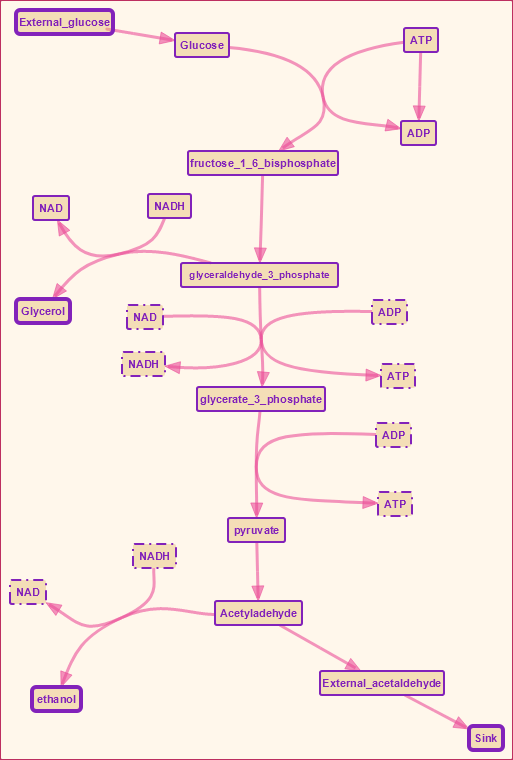 External_glucose
Glucose
ATP
ADP
fructose_1_6_bisphosphate
NAD
NADH
glyceraldehyde_3_phosphate
Glycerol
NAD
ADP
NADH
ATP
glycerate_3_phosphate
ADP
ATP
pyruvate
NADH
NAD
Acetyladehyde
External_acetaldehyde
ethanol
Sink